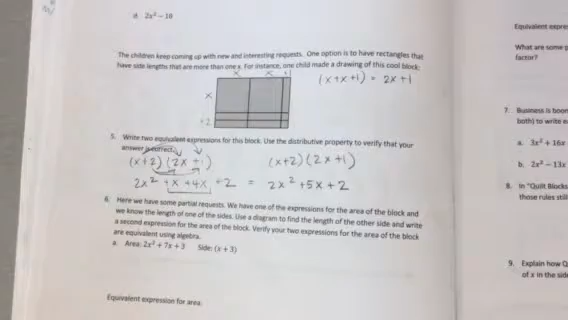 d. 2x² – 18
The children keep coming up with new and interesting requests. One option is to have rectangles that
have side lengths that are more than one x. For instance, one child made a drawing of this cool block:
x x +1
(x+x+1) = 2x+1
x
+2
5. Write two equivalent expressions for this block. Use the distributive property to verify that your
answer is correct.
(x+2)(2x+1) (x+2)(2x+1)
2x² +x +4x +2 = 2x²+5x+2
6. Here we have some partial requests. We have one of the expressions for the area of the block and
we know the length of one of the sides. Use a diagram to find the length of the other side and write
a second expression for the area of the block. Verify your two expressions for the area of the block
are equivalent using algebra.
a. Area: 2x² + 7x + 3 Side: (x + 3)
Equivalent expression for area:
Equivalent expres
What are some
factor?
7. Business is boom
both) to write
a. 3x² + 16x
b. 2x² – 13x
8. In "Quilt Blocks
those rules still
9. Explain how
of x in the